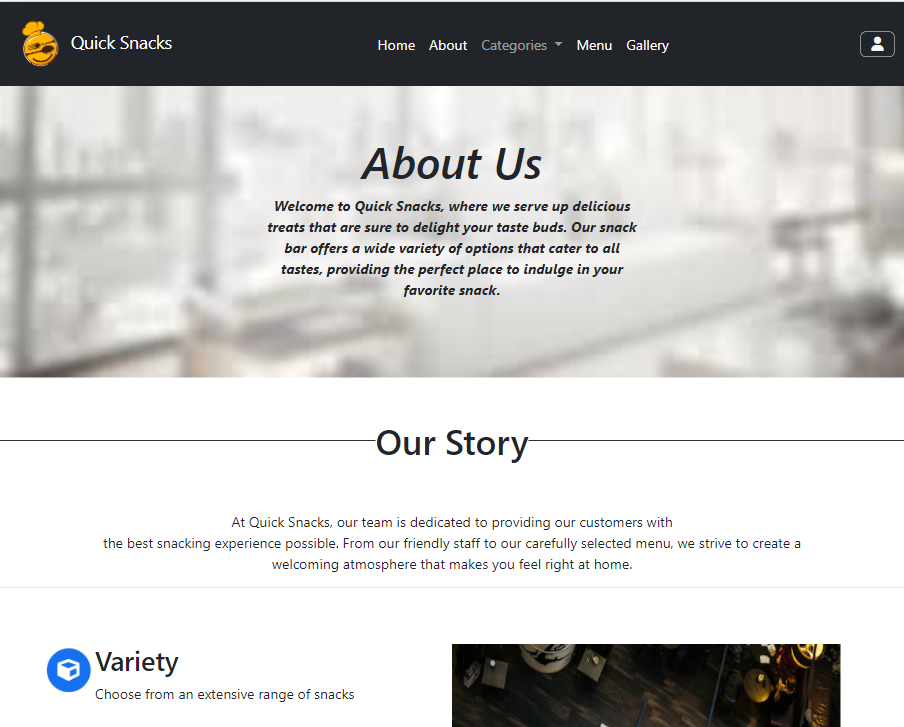 Quick Snacks
Home About Categories Menu Gallery
About Us
Welcome to Quick Snacks, where we serve up delicious
treats that are sure to delight your taste buds. Our snack
bar offers a wide variety of options that cater to all
tastes, providing the perfect place to indulge in your
favorite snack.
Our Story
At Quick Snacks, our team is dedicated to providing our customers with
the best snacking experience possible. From our friendly staff to our carefully selected menu, we strive to create a
welcoming atmosphere that makes you feel right at home.
Variety
Choose from an extensive range of snacks